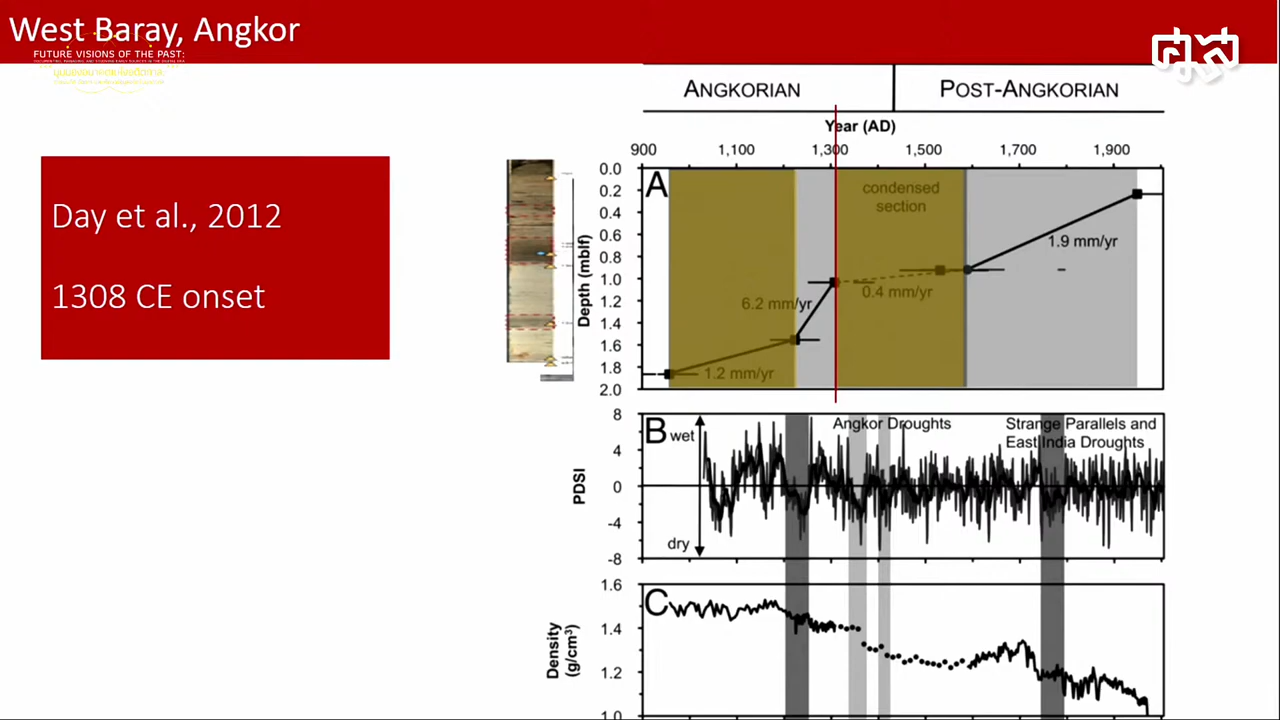 West Baray, Angkor
FUTURE VISIONS OF THE PAST:
Day et al., 2012
1308 CE onset
ANGKORIAN
POST-ANGKORIAN
Year (AD)
900 1,100 1,300 1,500 1,700 1,900
A
Depth (mblf)
0.0
0.2
0.4
0.6
0.8
1.0
1.2
1.4
1.6
1.8
2.0
condensed
section
1.9 mm/yr
6.2 mm/yr
0.4 mm/yr
1.2 mm/yr
B
PDSI
8
4
0
-4
-8
wet
dry
Angkor Droughts
Strange Parallels and
East India Droughts
C
Density
(g/cm³)
1.6
1.4
1.2
1.0